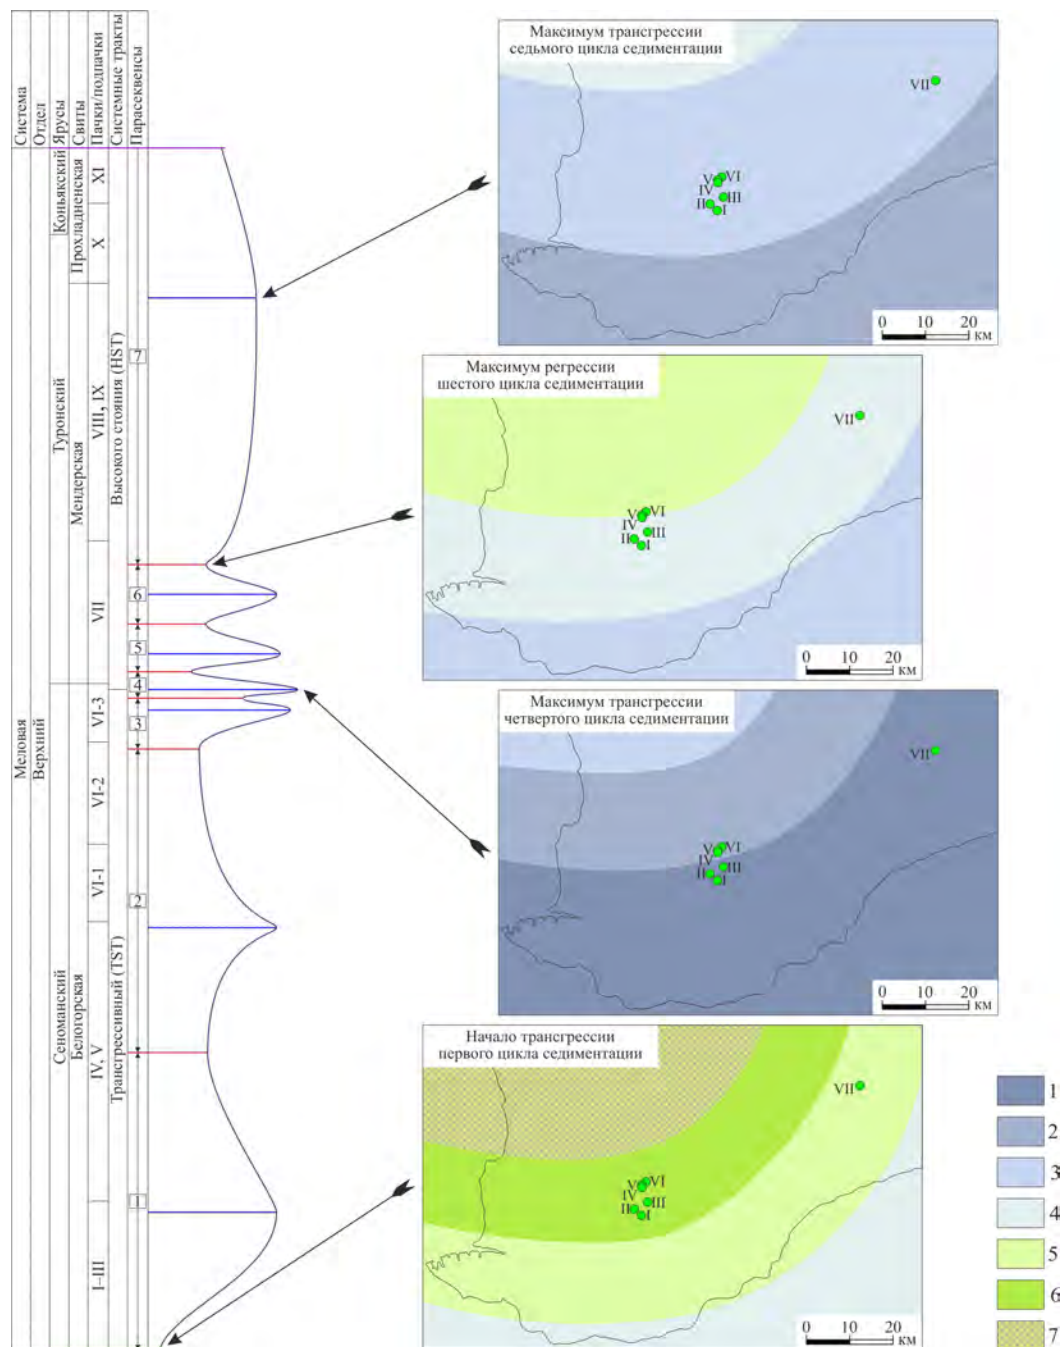 Система
Отдел
Ярусы
Свиты
Пачки/подпачки
Системные тракты
Парасеквенсы
Меловая
Верхний
Коньякский
Туронский
Сеноманский
Прохладненская
Мендерская
Белогорская
XI
X
VIII, IX
VII
VI-3
VI-2
VI-1
IV, V
I–III
Высокого стояния (HST)
Трансгрессивный (TST)
7
6
5
4
3
2
1
Максимум трансгрессии
седьмого цикла седиментации
VII
V
VI
IV
III
II
I
0 10 20
км
Максимум регрессии
шестого цикла седиментации
VII
V
VI
IV
III
II
I
0 10 20
км
Максимум трансгрессии
четвертого цикла седиментации
VII
V
VI
IV
III
II
I
0 10 20
км
Начало трансгрессии
первого цикла седиментации
VII
V
VI
IV
III
II
I
0 10 20
км
1
2
3
4
5
6
7